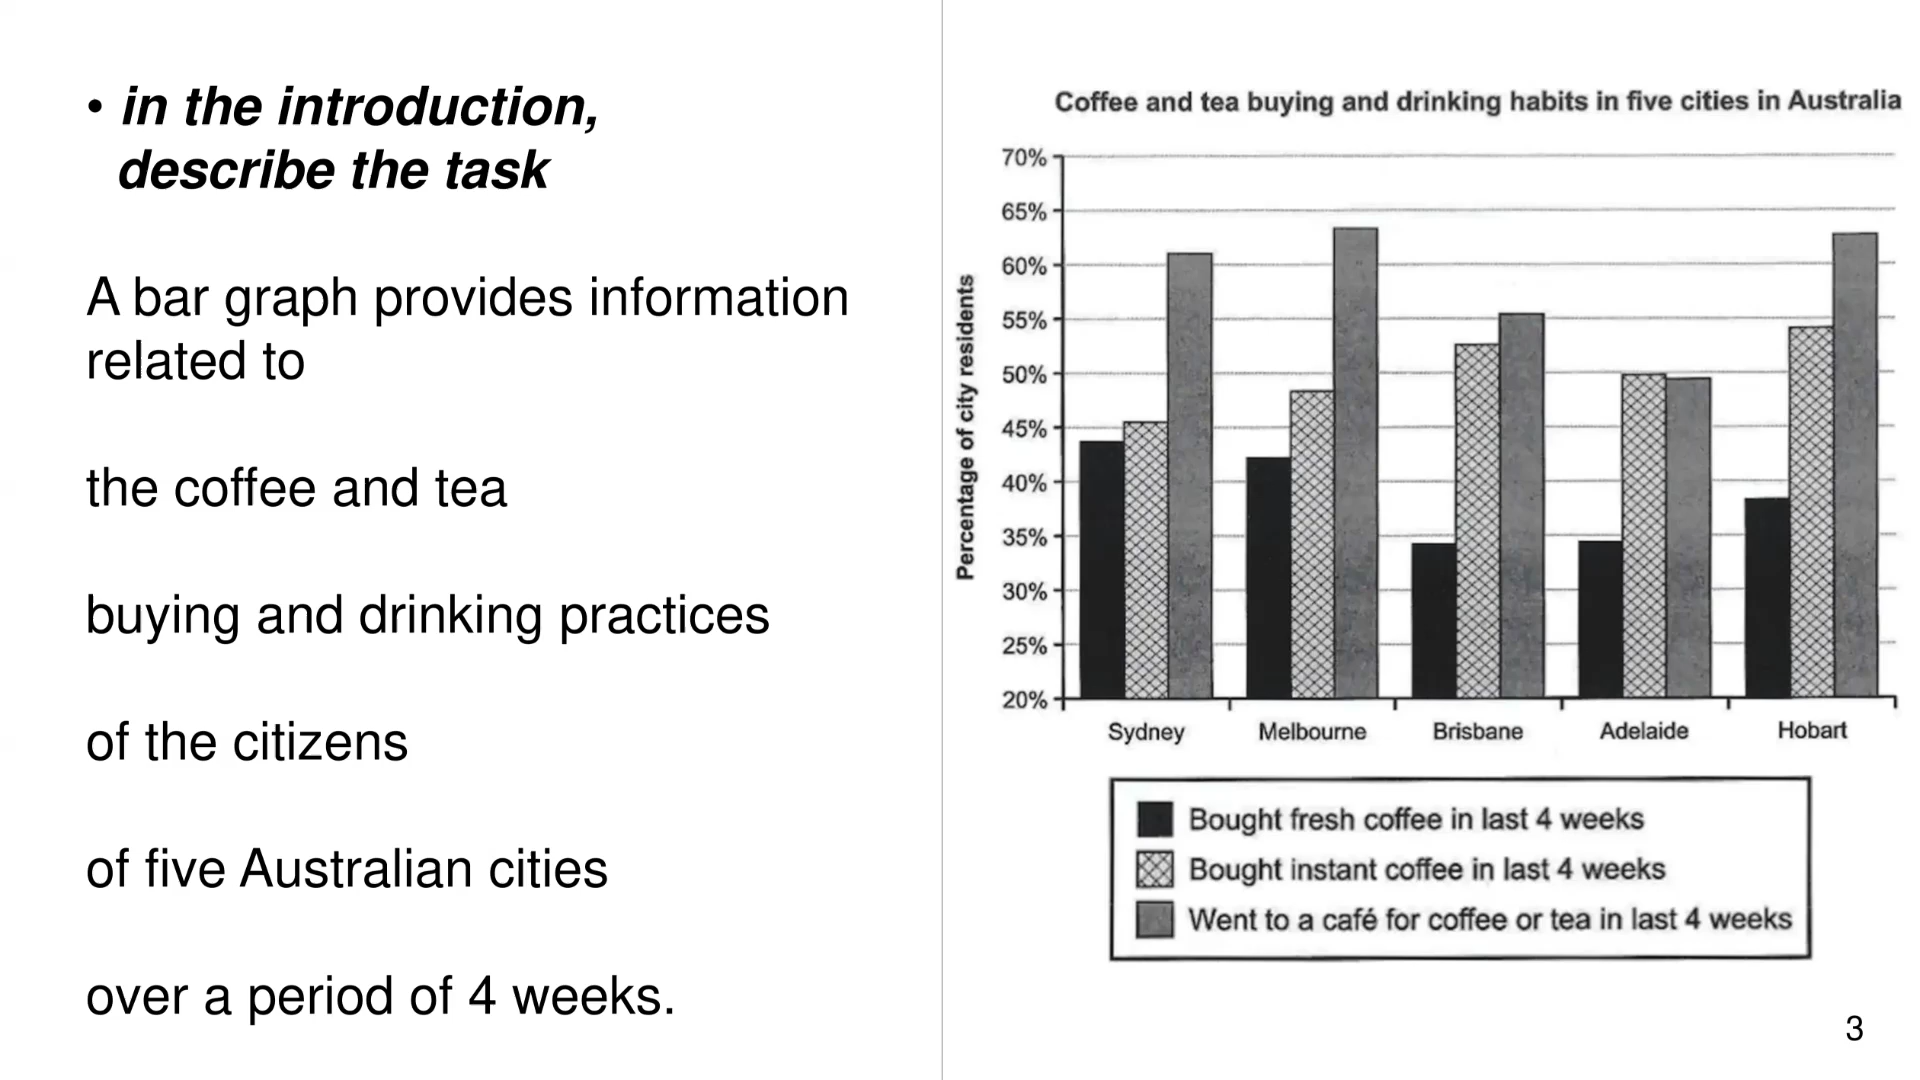 • in the introduction,
describe the task
A bar graph provides information
related to
the coffee and tea
buying and drinking practices
of the citizens
of five Australian cities
over a period of 4 weeks.
Coffee and tea buying and drinking habits in five cities in Australia
Percentage of city residents
70%
65%
60%
55%
50%
45%
40%
35%
30%
25%
20%
Sydney Melbourne Brisbane Adelaide Hobart
Bought fresh coffee in last 4 weeks
Bought instant coffee in last 4 weeks
Went to a café for coffee or tea in last 4 weeks
3